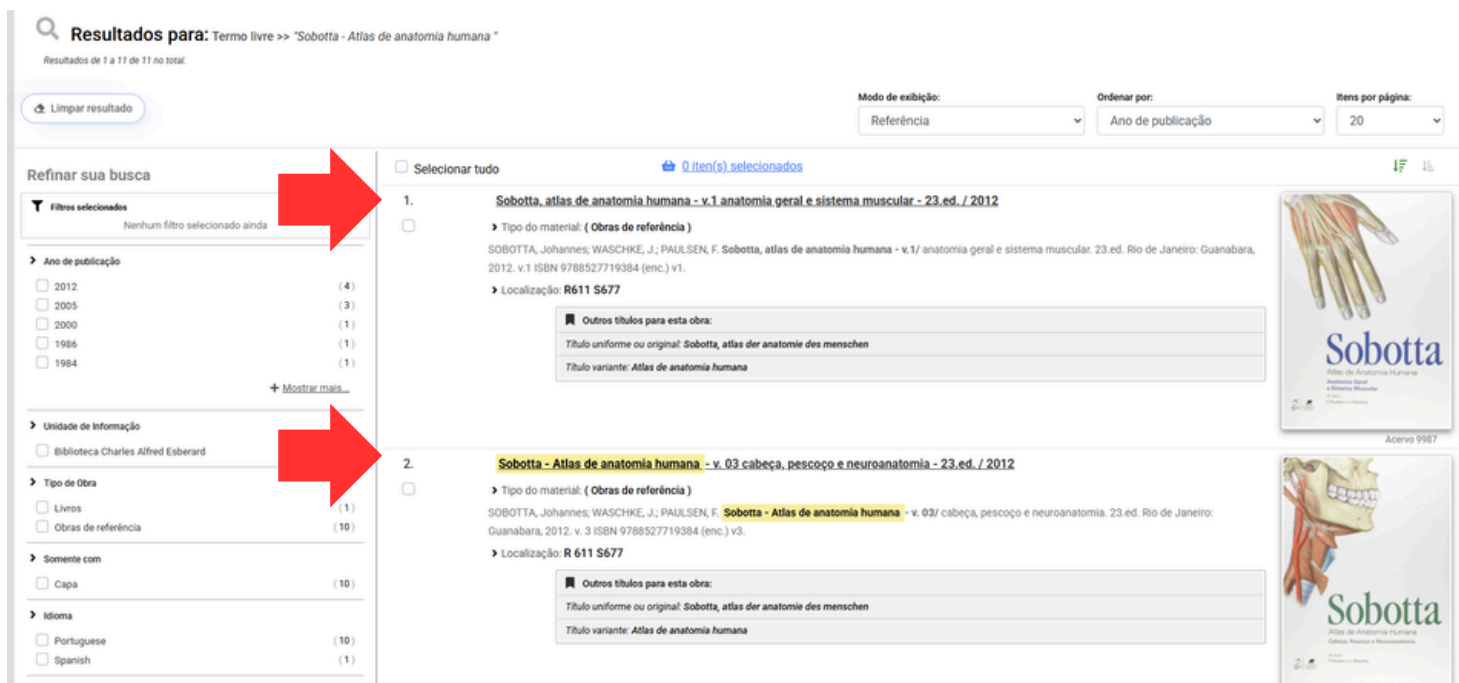 Resultados para: Termo livre >> "Sobotta - Atlas de anatomia humana "
Resultados de 1 a 11 de 11 no total.
Limpar resultado
Modo de exibição:
Referência
Ordenar por:
Ano de publicação
Itens por página:
20
Refinar sua busca
Filtros selecionados
Nenhum filtro selecionado ainda
Ano de publicação
2012 (4)
2005 (3)
2000 (1)
1986 (1)
1984 (1)
+ Mostrar mais...
Unidade de Informação
Biblioteca Charles Alfred Esberard
Tipo de Obra
Livros (1)
Obras de referência (10)
Somente com
Capa (10)
Idioma
Portuguese (10)
Spanish (1)
Selecionar tudo
0 iten(s) selecionados
1. Sobotta, atlas de anatomia humana - v.1 anatomia geral e sistema muscular - 23.ed. / 2012
Tipo do material: ( Obras de referência )
SOBOTTA, Johannes; WASCHKE, J.; PAULSEN, F. Sobotta, atlas de anatomia humana - v.1/ anatomia geral e sistema muscular. 23.ed. Rio de Janeiro: Guanabara,
2012. v.1 ISBN 9788527719384 (enc.) v1.
Localização: R611 S677
Outros títulos para esta obra:
Título uniforme ou original: Sobotta, atlas der anatomie des menschen
Título variante: Atlas de anatomia humana
Sobotta
Atlas de Anatomia Humana
Anatomia Geral
e Sistema Muscular
Acervo 9987
2. Sobotta - Atlas de anatomia humana - v. 03 cabeça, pescoço e neuroanatomia - 23.ed. / 2012
Tipo do material: ( Obras de referência )
SOBOTTA, Johannes; WASCHKE, J.; PAULSEN, F. Sobotta - Atlas de anatomia humana - v. 03/ cabeça, pescoço e neuroanatomia. 23.ed. Rio de Janeiro:
Guanabara, 2012. v. 3 ISBN 9788527719384 (enc.) v3.
Localização: R 611 S677
Outros títulos para esta obra:
Título uniforme ou original: Sobotta, atlas der anatomie des menschen
Título variante: Atlas de anatomia humana
Sobotta
Atlas de Anatomia Humana
Cabeça, Pescoço e Neuroanatomia